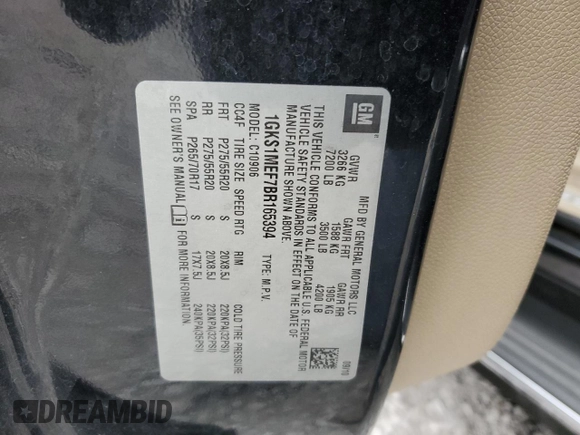 GM
MFD BY GENERAL MOTORS LLC
GVWR GAWR FRT GAWR RR
3266 KG 1588 KG 1905 KG
7200 LB 3500 LB 4200 LB
THIS VEHICLE CONFORMS TO ALL APPLICABLE U.S. FEDERAL MOTOR
VEHICLE SAFETY STANDARDS IN EFFECT ON THE DATE OF
MANUFACTURE SHOWN ABOVE.
09/10
1GKS1MEF7BR165394 TYPE: M.P.V.
MODEL: C10906
CC4F TIRE SIZE SPEED RTG RIM COLD TIRE PRESSURE
FRT P275/55R20 S 20X8.5J 220KPA(32PSI)
RR P275/55R20 S 20X8.5J 220KPA(32PSI)
SPA P265/70R17 S 17X7.5J 240KPA(35PSI)
SEE OWNER'S MANUAL FOR MORE INFORMATION.
DREAMBID